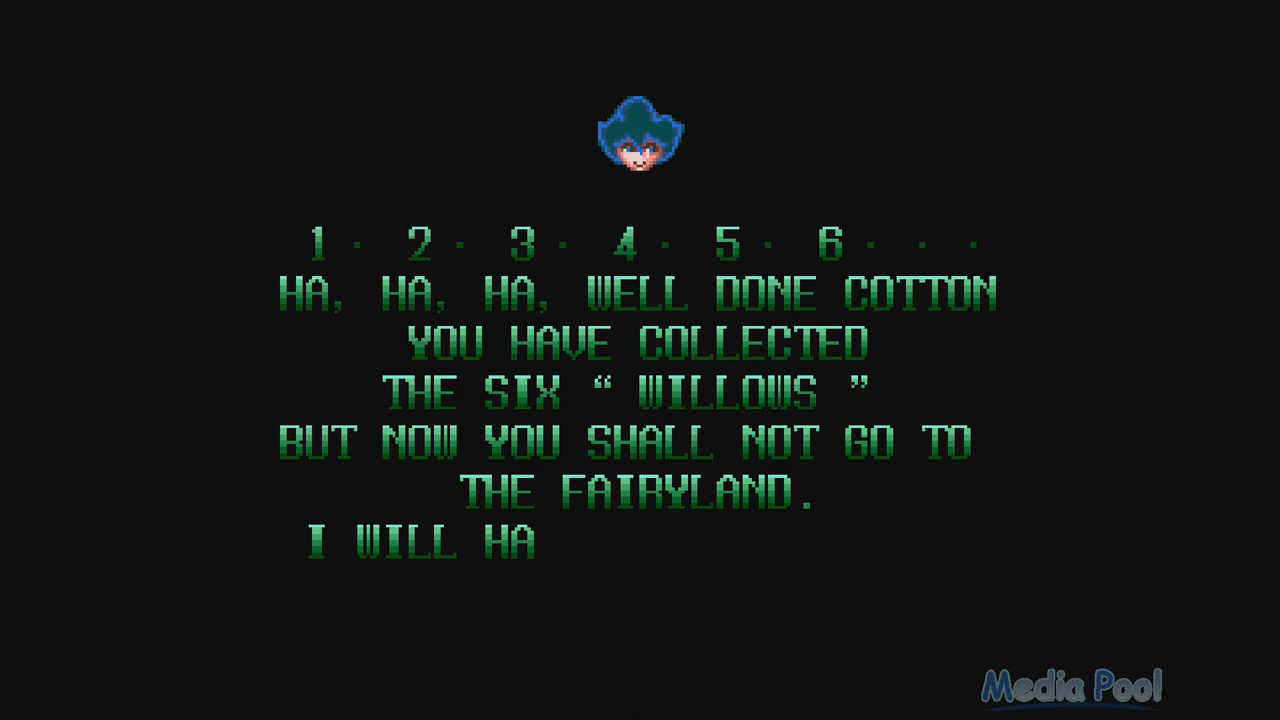 1 · 2 · 3 · 4 · 5 · 6 · · ·
HA, HA, HA, WELL DONE COTTON
YOU HAVE COLLECTED
THE SIX “ WILLOWS ”
BUT NOW YOU SHALL NOT GO TO
THE FAIRYLAND.
I WILL HA
Media Pool